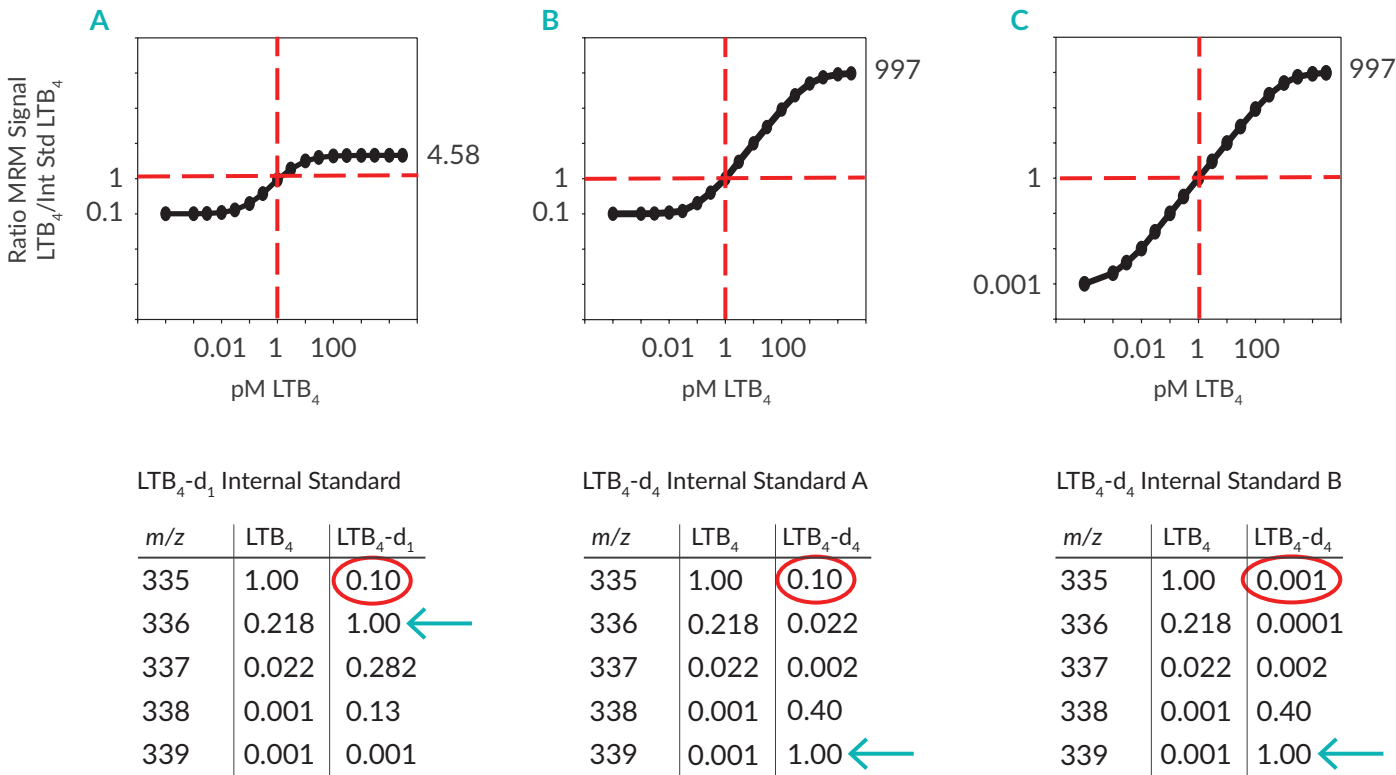 A
Ratio MRM Signal
LTB₄/Int Std LTB₄
4.58
1
0.1
0.01 1 100
pM LTB₄
B
997
1
0.1
0.01 1 100
pM LTB₄
C
997
1
0.001
0.01 1 100
pM LTB₄
LTB₄-d₁ Internal Standard
m/z LTB₄ LTB₄-d₁
335 1.00 0.10
336 0.218 1.00
337 0.022 0.282
338 0.001 0.13
339 0.001 0.001
LTB₄-d₄ Internal Standard A
m/z LTB₄ LTB₄-d₄
335 1.00 0.10
336 0.218 0.022
337 0.022 0.002
338 0.001 0.40
339 0.001 1.00
LTB₄-d₄ Internal Standard B
m/z LTB₄ LTB₄-d₄
335 1.00 0.001
336 0.218 0.0001
337 0.022 0.002
338 0.001 0.40
339 0.001 1.00